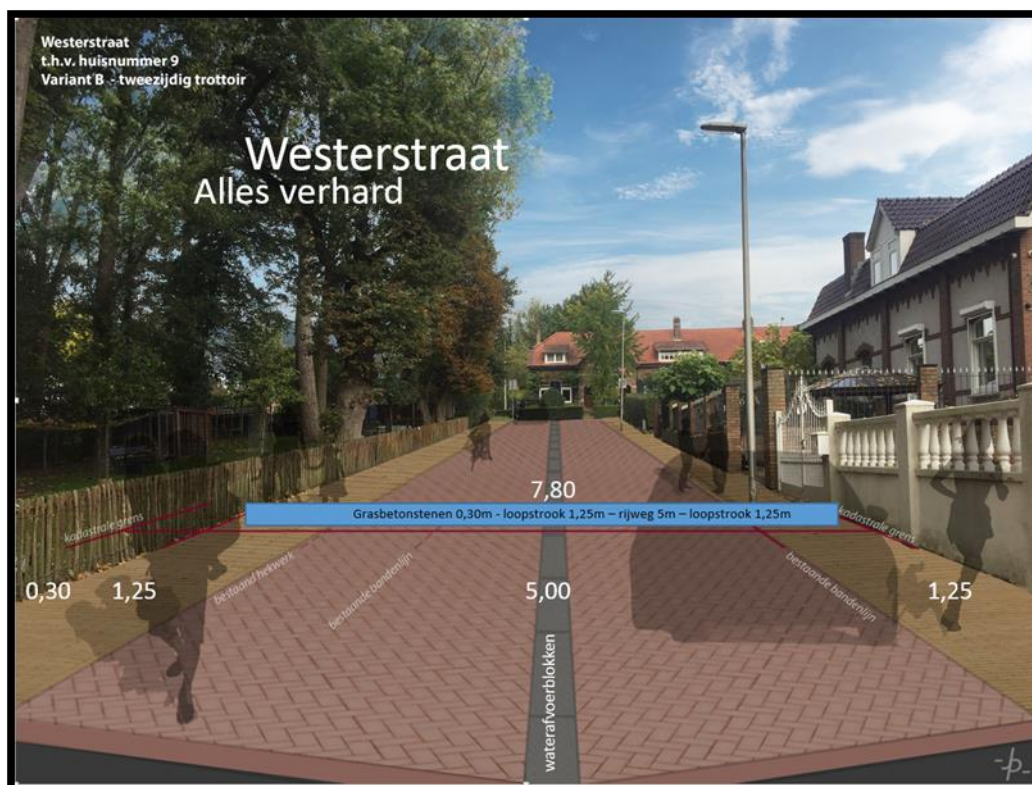 Westerstraat
t.h.v. huisnummer 9
Variant B - tweezijdig trottoir
Westerstraat
Alles verhard
7,80
Grasbetonstenen 0,30m - loopstrook 1,25m – rijweg 5m – loopstrook 1,25m
kadastrale grens
kadastrale grens
bestaand hekwerk
bestaande bandenlijn
bestaande bandenlijn
0,30
1,25
5,00
1,25
waterafvoerblokken
-p-